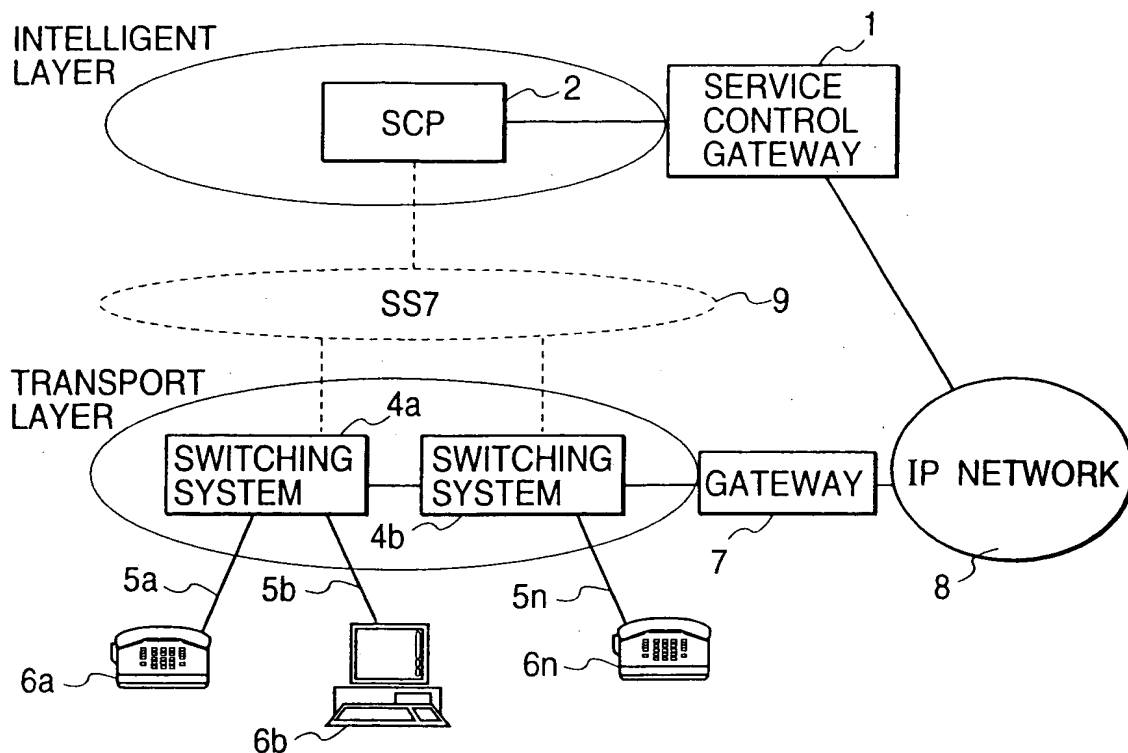 INTELLIGENT
LAYER
1
2
SCP
SERVICE
CONTROL
GATEWAY
SS7
9
TRANSPORT
LAYER
4a
SWITCHING
SYSTEM
SWITCHING
SYSTEM
4b
GATEWAY
7
IP NETWORK
8
5a
5b
5n
6a
6b
6n